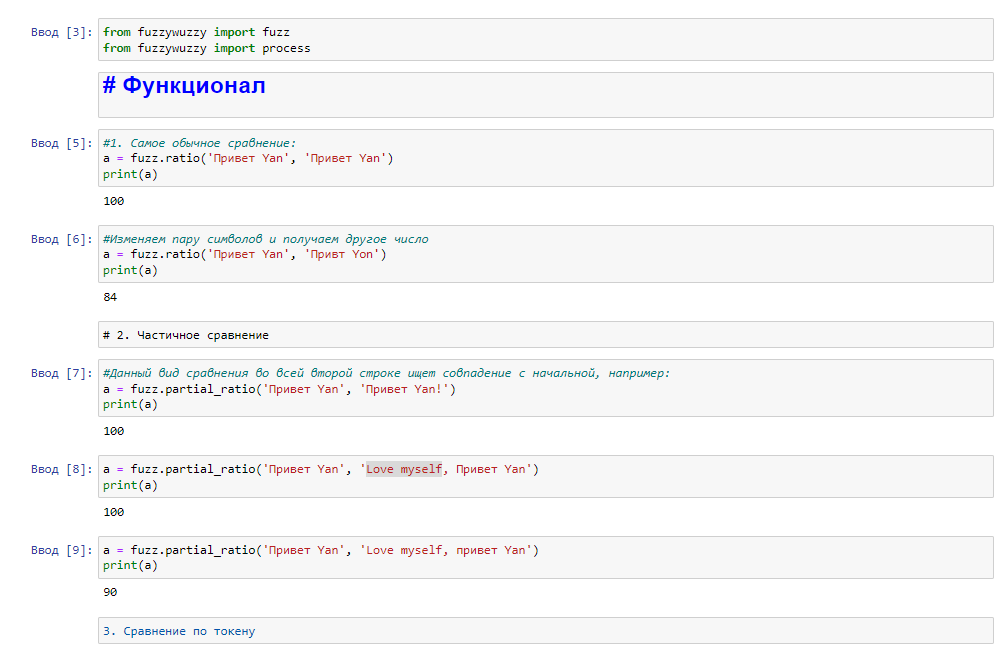 Ввод [3]: from fuzzywuzzy import fuzz
from fuzzywuzzy import process
# Функционал
Ввод [5]: #1. Самое обычное сравнение:
a = fuzz.ratio('Привет Yan', 'Привет Yan')
print(a)
100
Ввод [6]: #Изменяем пару символов и получаем другое число
a = fuzz.ratio('Привет Yan', 'Привт Yon')
print(a)
84
# 2. Частичное сравнение
Ввод [7]: #Данный вид сравнения во всей второй строке ищет совпадение с начальной, например:
a = fuzz.partial_ratio('Привет Yan', 'Привет Yan!')
print(a)
100
Ввод [8]: a = fuzz.partial_ratio('Привет Yan', 'Love myself, Привет Yan')
print(a)
100
Ввод [9]: a = fuzz.partial_ratio('Привет Yan', 'Love myself, привет Yan')
print(a)
90
3. Сравнение по токену